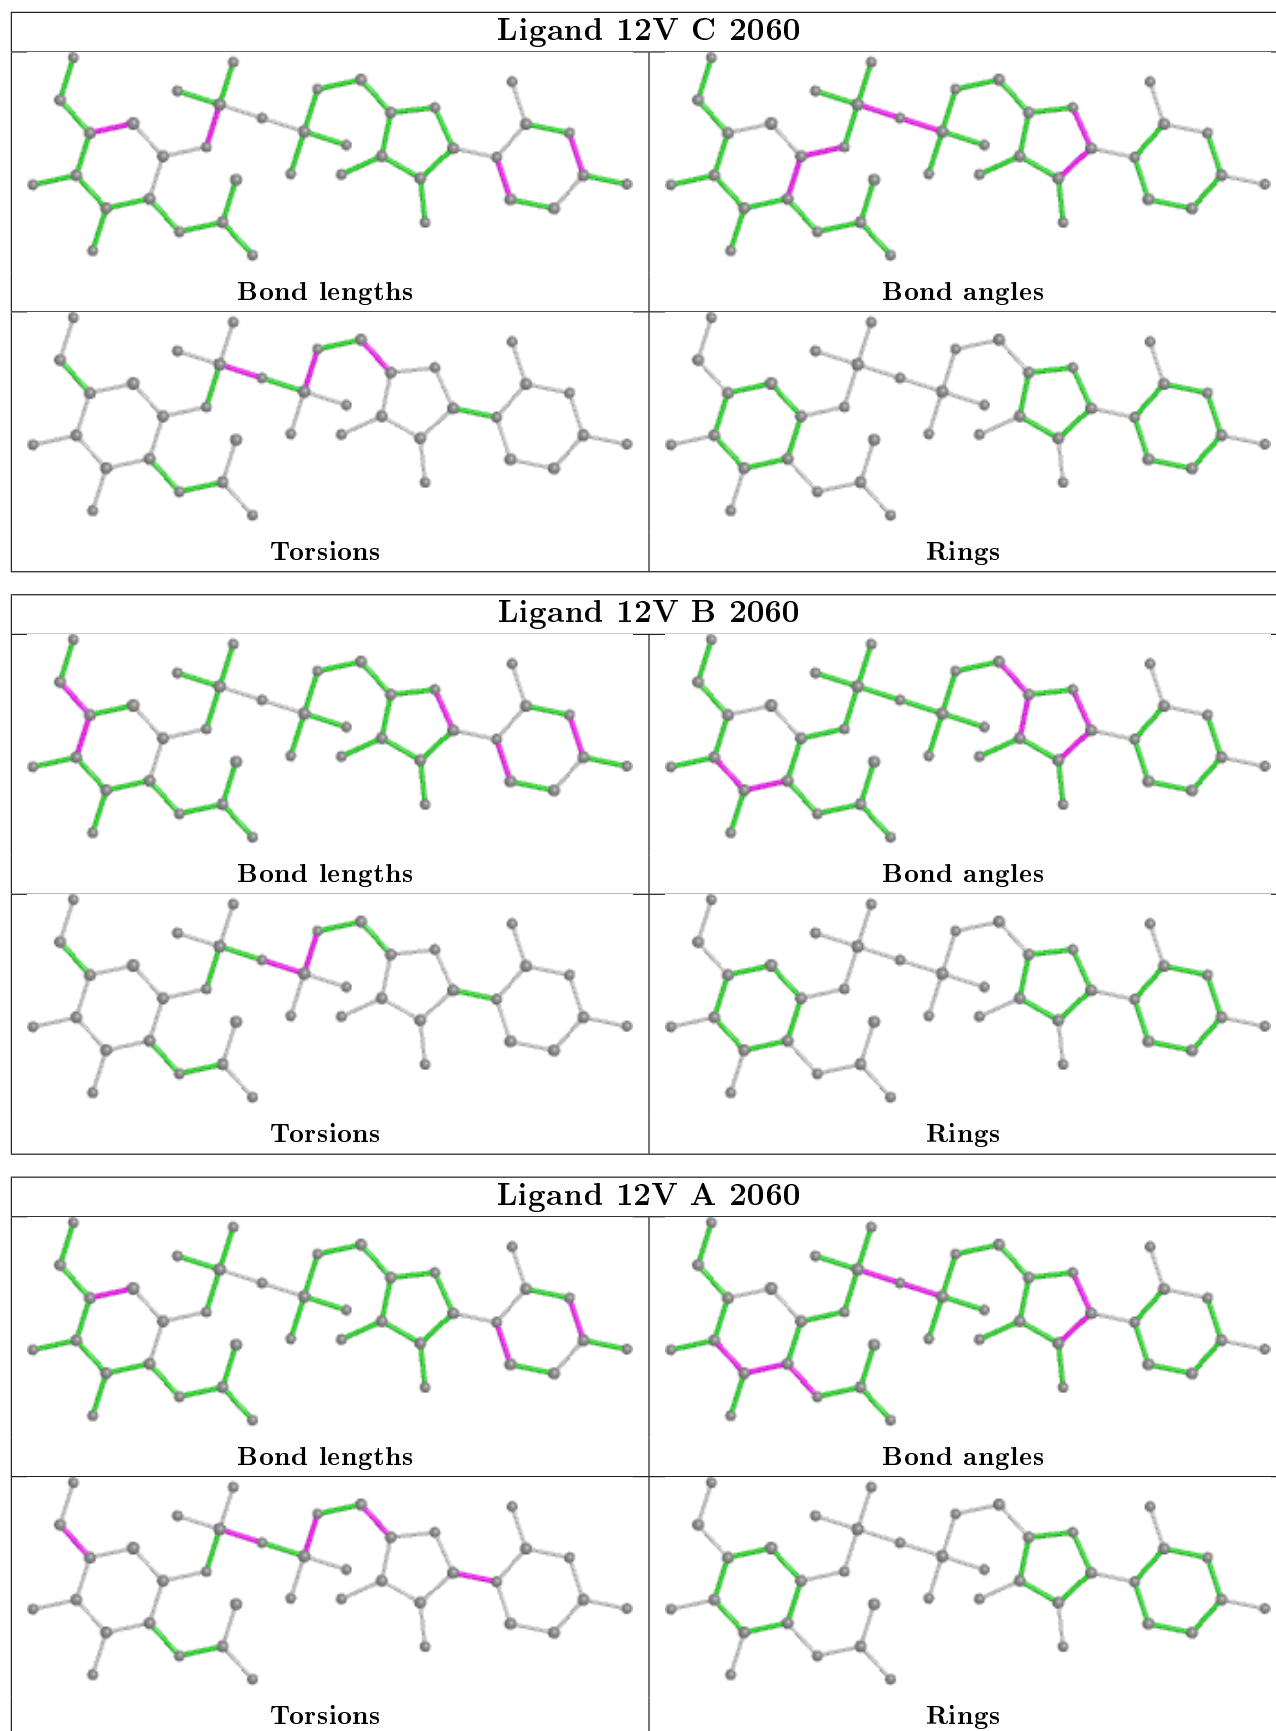 Ligand 12V C 2060
Bond lengths
Bond angles
Torsions
Rings
Ligand 12V B 2060
Bond lengths
Bond angles
Torsions
Rings
Ligand 12V A 2060
Bond lengths
Bond angles
Torsions
Rings